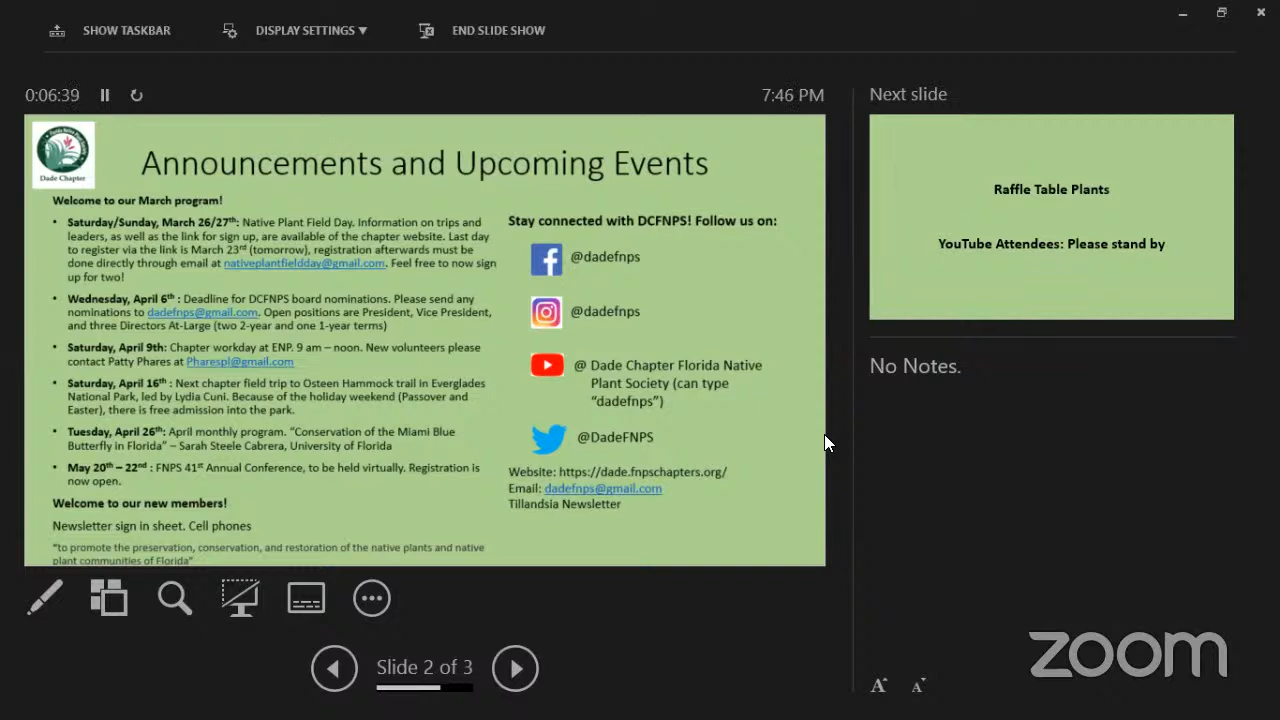 SHOW TASKBAR
DISPLAY SETTINGS ▼
END SLIDE SHOW
0:06:39
7:46 PM
Next slide
Dade Chapter
Announcements and Upcoming Events
Welcome to our March program!
• Saturday/Sunday, March 26/27th: Native Plant Field Day. Information on trips and
leaders, as well as the link for sign up, are available of the chapter website. Last day
to register via the link is March 23rd (tomorrow), registration afterwards must be
done directly through email at nativeplantfieldday@gmail.com. Feel free to now sign
up for two!
• Wednesday, April 6th : Deadline for DCFNPS board nominations. Please send any
nominations to dadefnps@gmail.com. Open positions are President, Vice President,
and three Directors At-Large (two 2-year and one 1-year terms)
• Saturday, April 9th: Chapter workday at ENP. 9 am – noon. New volunteers please
contact Patty Phares at Pharespl@gmail.com
• Saturday, April 16th : Next chapter field trip to Osteen Hammock trail in Everglades
National Park, led by Lydia Cuni. Because of the holiday weekend (Passover and
Easter), there is free admission into the park.
• Tuesday, April 26th: April monthly program. “Conservation of the Miami Blue
Butterfly in Florida” – Sarah Steele Cabrera, University of Florida
• May 20th – 22nd : FNPS 41st Annual Conference, to be held virtually. Registration is
now open.
Welcome to our new members!
Newsletter sign in sheet. Cell phones
“to promote the preservation, conservation, and restoration of the native plants and native
plant communities of Florida”
Stay connected with DCFNPS! Follow us on:
@dadefnps
@dadefnps
@ Dade Chapter Florida Native
Plant Society (can type
“dadefnps”)
@DadeFNPS
Website: https://dade.fnpschapters.org/
Email: dadefnps@gmail.com
Tillandsia Newsletter
Raffle Table Plants
YouTube Attendees: Please stand by
No Notes.
Slide 2 of 3
A A
zoom